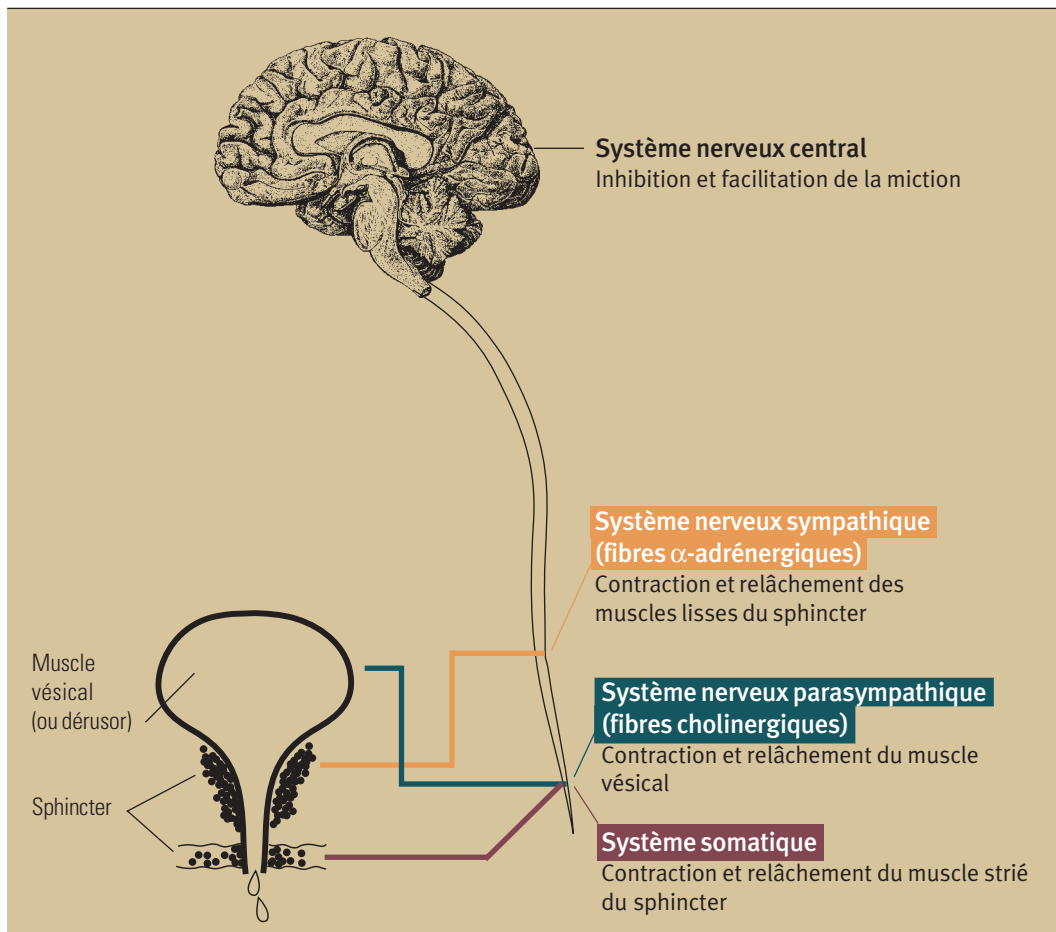 Système nerveux central
Inhibition et facilitation de la miction
Système nerveux sympathique
(fibres α-adrénergiques)
Contraction et relâchement des
muscles lisses du sphincter
Muscle
vésical
(ou dérusor)
Système nerveux parasympathique
(fibres cholinergiques)
Contraction et relâchement du muscle
vésical
Sphincter
Système somatique
Contraction et relâchement du muscle strié
du sphincter